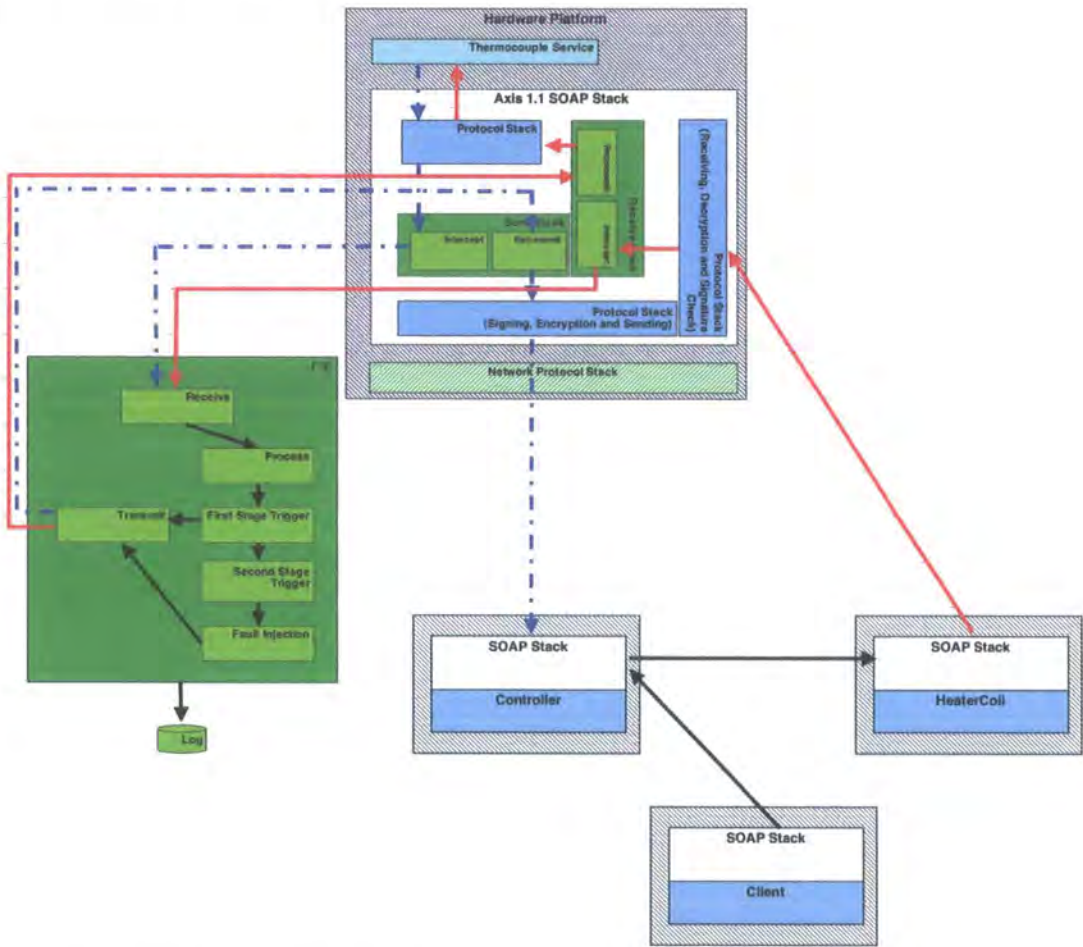 Hardware Platform
Thermocouple Service
Axis 1.1 SOAP Stack
Protocol Stack
Intercept
Protocol Stack
(Receiving, Decryption and Signature
Check)
Protocol Stack
(Signing, Encryption and Sending)
Network Protocol Stack
Receive
Process
Transmit
First Stage Trigger
Second Stage
Trigger
Fault Injection
Log
SOAP Stack
Controller
SOAP Stack
HeaterCoil
SOAP Stack
Client